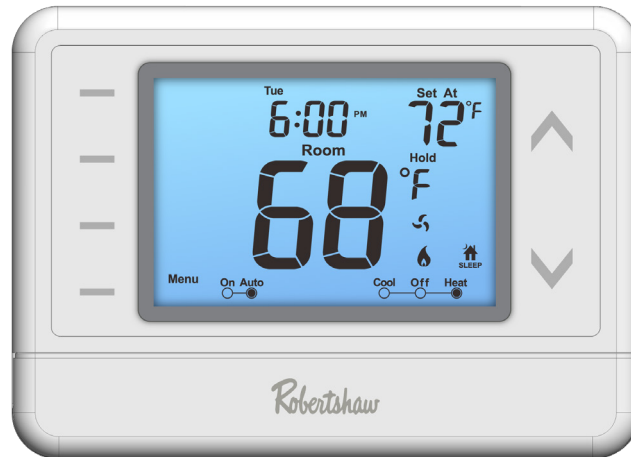 Tue
6:00 PM
Set At
72°F
Room
Hold
68 °F
SLEEP
Menu
On Auto
Cool Off Heat
Robertshaw